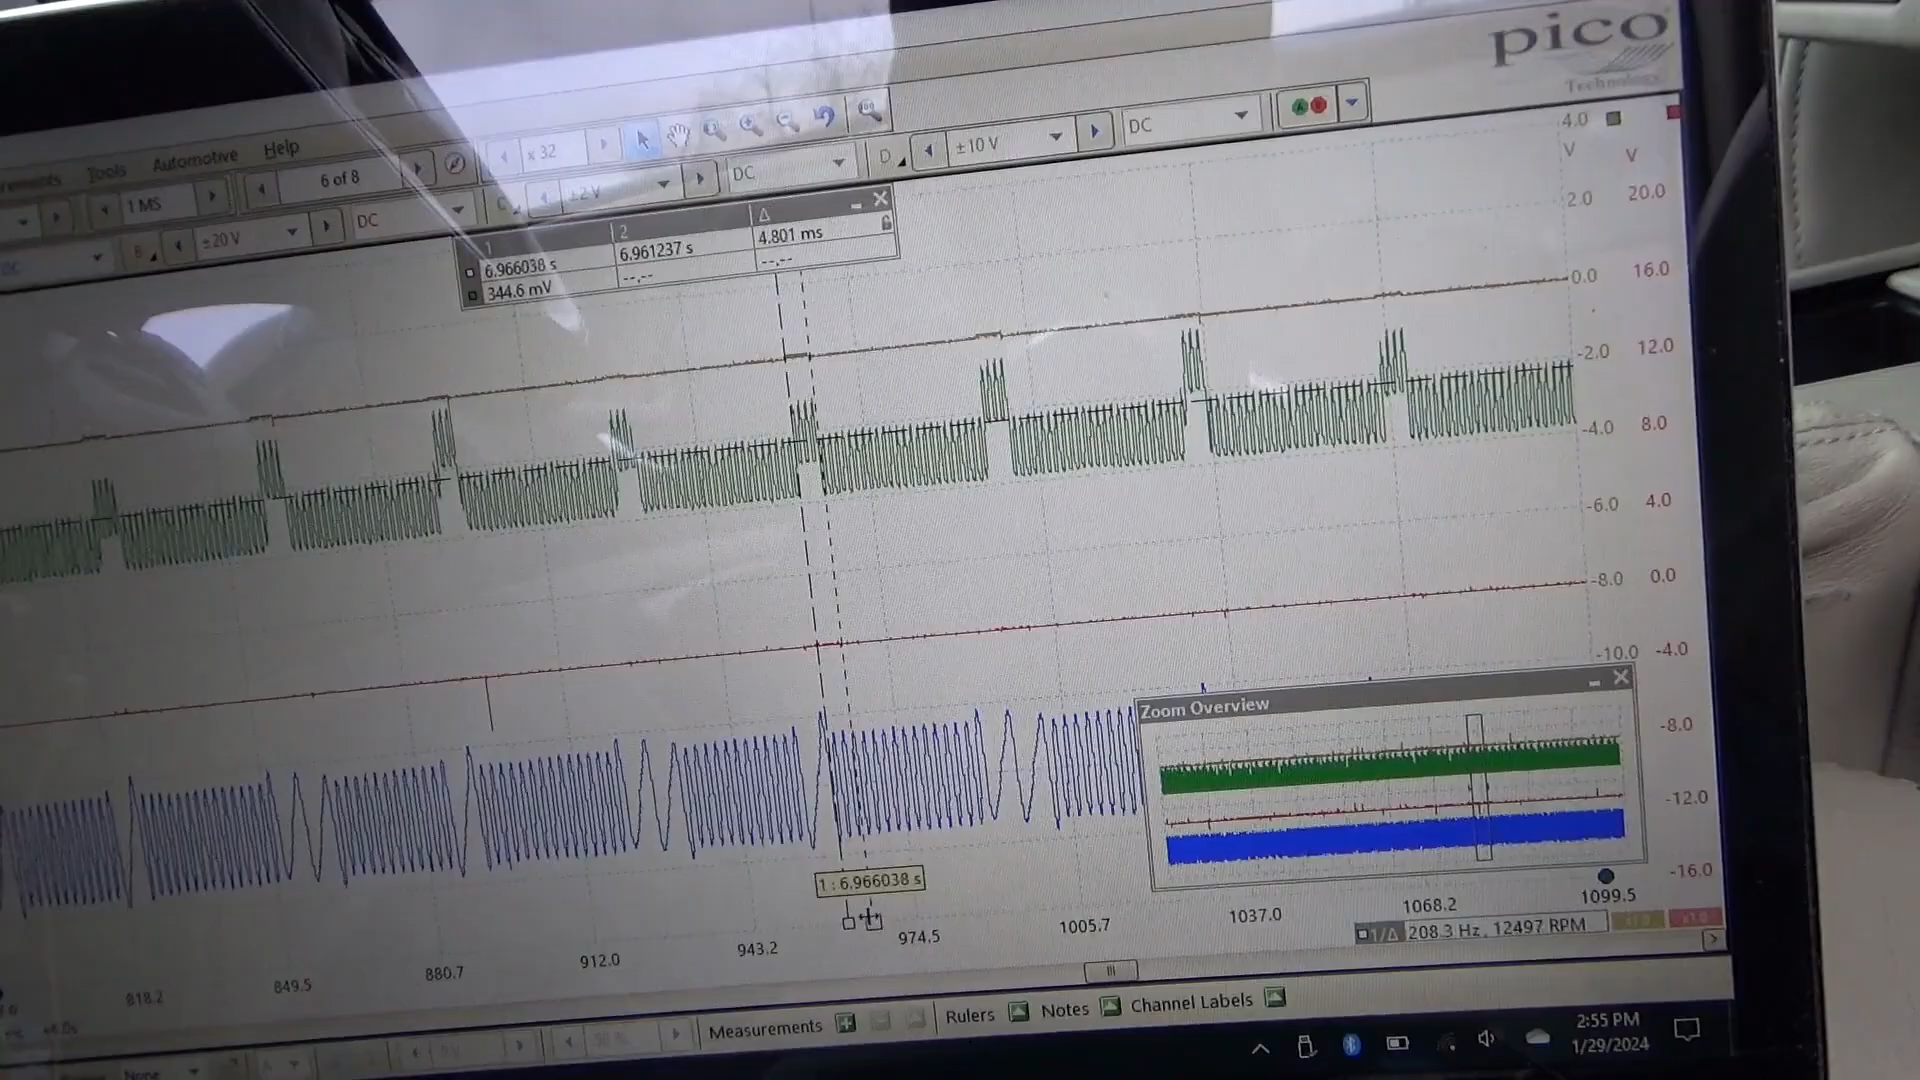 pico
Technology
Tools Automotive Help
x 32
1 MS
6 of 8
±20 V
DC
C
±2 V
DC
D
±10 V
DC
1 2 Δ
6.966038 s 6.961237 s 4.801 ms
344.6 mV --.-- --.--
4.0
V
V
2.0 20.0
0.0 16.0
-2.0 12.0
-4.0 8.0
-6.0 4.0
-8.0 0.0
-10.0 -4.0
-8.0
-12.0
-16.0
Zoom Overview
1 : 6.966038 s
818.2 849.5 880.7 912.0 943.2 974.5 1005.7 1037.0 1068.2 1099.5
1/Δ 208.3 Hz, 12497 RPM
x1.0
Measurements Rulers Notes Channel Labels
None
2:55 PM
1/29/2024